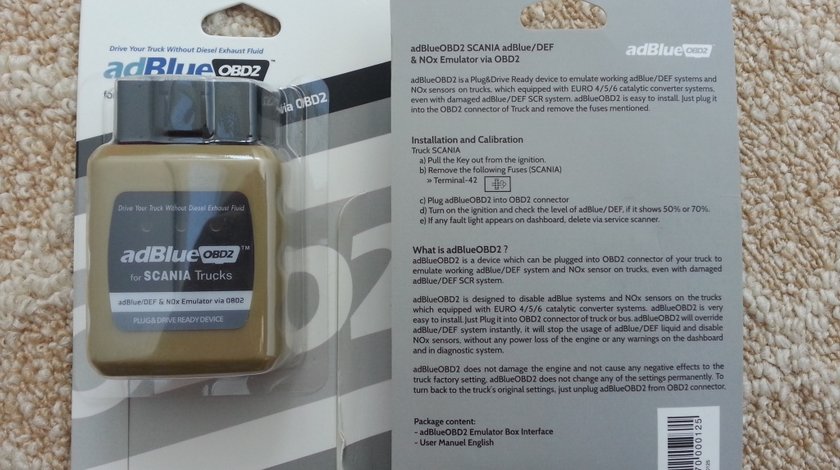 Drive Your Truck Without Diesel Exhaust Fluid
adBlue OBD2
via OBD2
Drive Your Truck Without Diesel Exhaust Fluid
adBlue OBD2 ™
for SCANIA Trucks
adBlue/DEF & NOx Emulator via OBD2
PLUG & DRIVE READY DEVICE
adBlueOBD2 SCANIA adBlue/DEF
& NOx Emulator via OBD2
adBlue OBD2
adBlueOBD2 is a Plug&Drive Ready device to emulate working adBlue/DEF systems and
NOx sensors on trucks, which equipped with EURO 4/5/6 catalytic converter systems,
even with damaged adBlue/DEF SCR system. adBlueOBD2 is easy to install. Just plug it
into the OBD2 connector of Truck and remove the fuses mentioned.
Installation and Calibration
Truck SCANIA
a) Pull the Key out from the ignition.
b) Remove the following Fuses (SCANIA)
» Terminal-42
c) Plug adBlueOBD2 into OBD2 connector
d) Turn on the ignition and check the level of adBlue/DEF, if it shows 50% or 70%.
e) If any fault light appears on dashboard, delete via service scanner.
What is adBlueOBD2 ?
adBlueOBD2 is a device which can be plugged into OBD2 connector of your truck to
emulate working adBlue/DEF system and NOx sensor on trucks, even with damaged
adBlue/DEF SCR system.
adBlueOBD2 is designed to disable adBlue systems and NOx sensors on the trucks
which equipped with EURO 4/5/6 catalytic converter systems. adBlueOBD2 is very
easy to install. Just Plug it into OBD2 connector of truck or bus. adBlueOBD2 will override
adBlue/DEF system instantly, it will stop the usage of adBlue/DEF liquid and disable
NOx sensors, without any power loss of the engine or any warnings on the dashboard
and in diagnostic system.
adBlueOBD2 does not damage the engine and not cause any negative effects to the
truck factory setting, adBlueOBD2 does not change any of the settings permanently. To
turn back to the truck's original settings, just unplug adBlueOBD2 from OBD2 connector.
Package content:
- adBlueOBD2 Emulator Box Interface
- User Manuel English